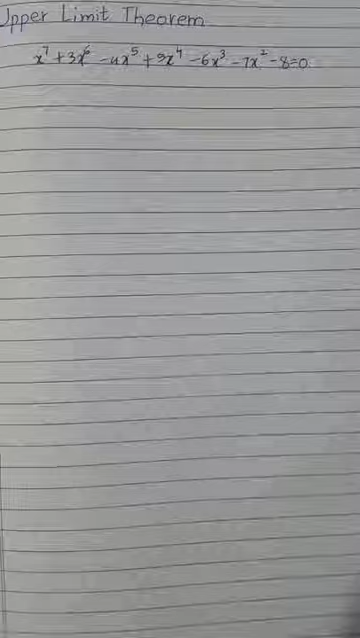 Upper Limit Theorem
x⁷ + 3x⁶ - 4x⁵ + 5x⁴ - 6x³ - 7x² - 8 = 0